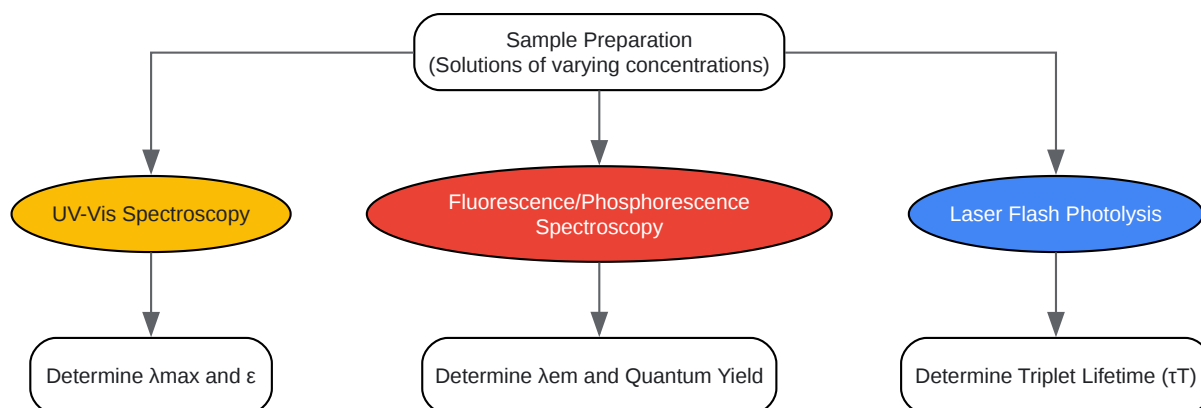 Sample Preparation
(Solutions of varying concentrations)
UV-Vis Spectroscopy
Fluorescence/Phosphorescence
Spectroscopy
Laser Flash Photolysis
Determine λmax and ε
Determine λem and Quantum Yield
Determine Triplet Lifetime (τT)